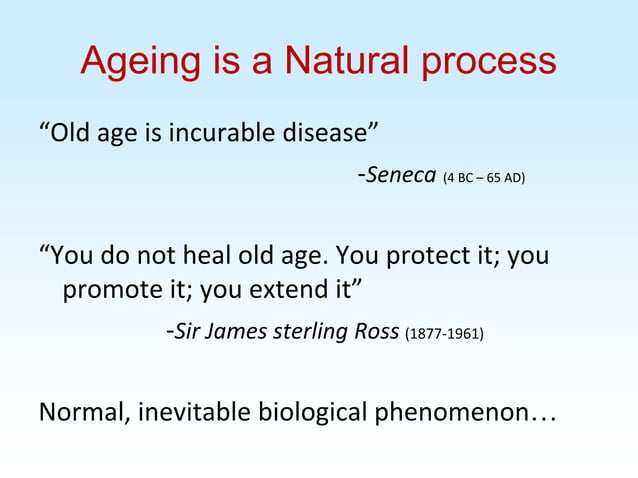 Ageing is a Natural process
“Old age is incurable disease”
-Seneca (4 BC – 65 AD)
“You do not heal old age. You protect it; you
promote it; you extend it”
-Sir James sterling Ross (1877-1961)
Normal, inevitable biological phenomenon…